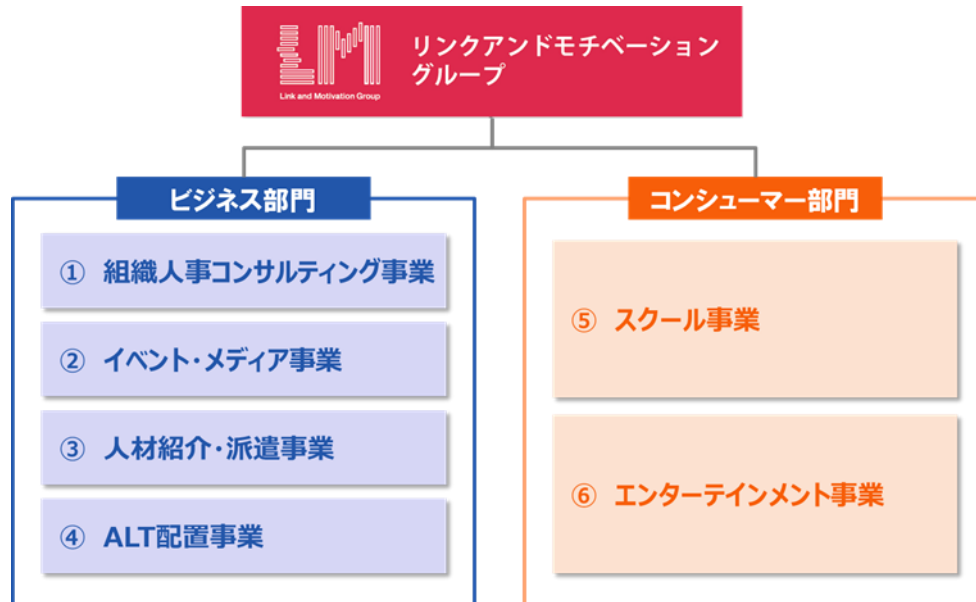 Link and Motivation Group
リンクアンドモチベーション
グループ
ビジネス部門
① 組織人事コンサルティング事業
② イベント・メディア事業
③ 人材紹介・派遣事業
④ ALT配置事業
コンシューマー部門
⑤ スクール事業
⑥ エンターテインメント事業